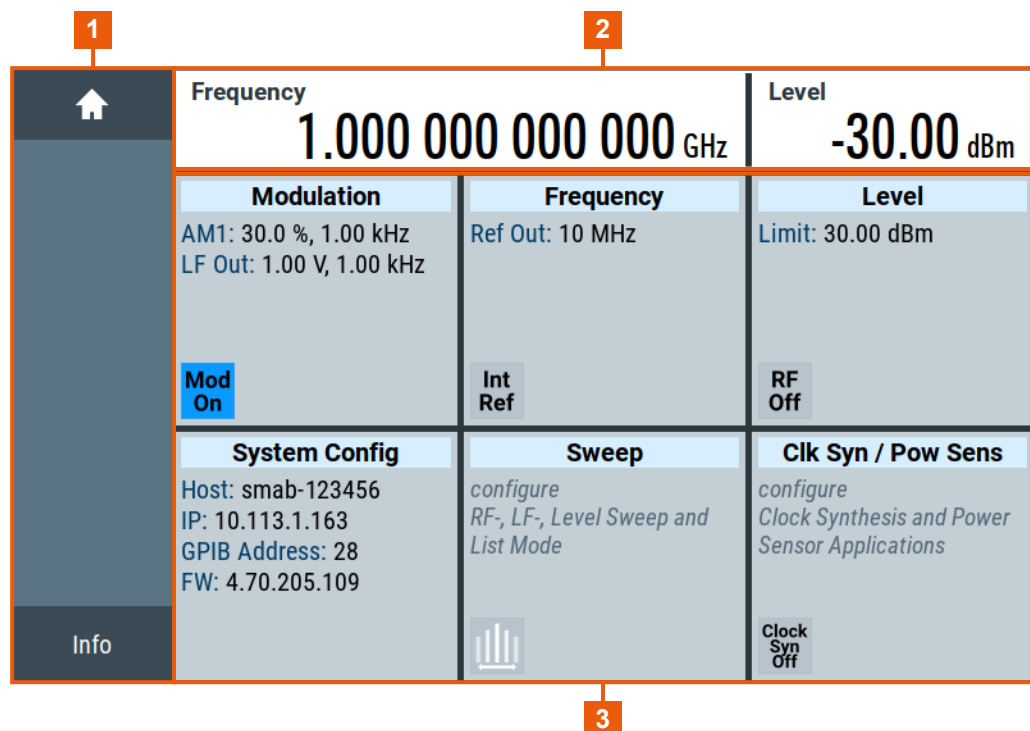 1
2
Frequency
1.000 000 000 000 GHz
Level
-30.00 dBm
Modulation
AM1: 30.0 %, 1.00 kHz
LF Out: 1.00 V, 1.00 kHz
Mod
On
Frequency
Ref Out: 10 MHz
Int
Ref
Level
Limit: 30.00 dBm
RF
Off
System Config
Host: smab-123456
IP: 10.113.1.163
GPIB Address: 28
FW: 4.70.205.109
Sweep
configure
RF-, LF-, Level Sweep and
List Mode
Clk Syn / Pow Sens
configure
Clock Synthesis and Power
Sensor Applications
Clock
Syn
Off
Info
3